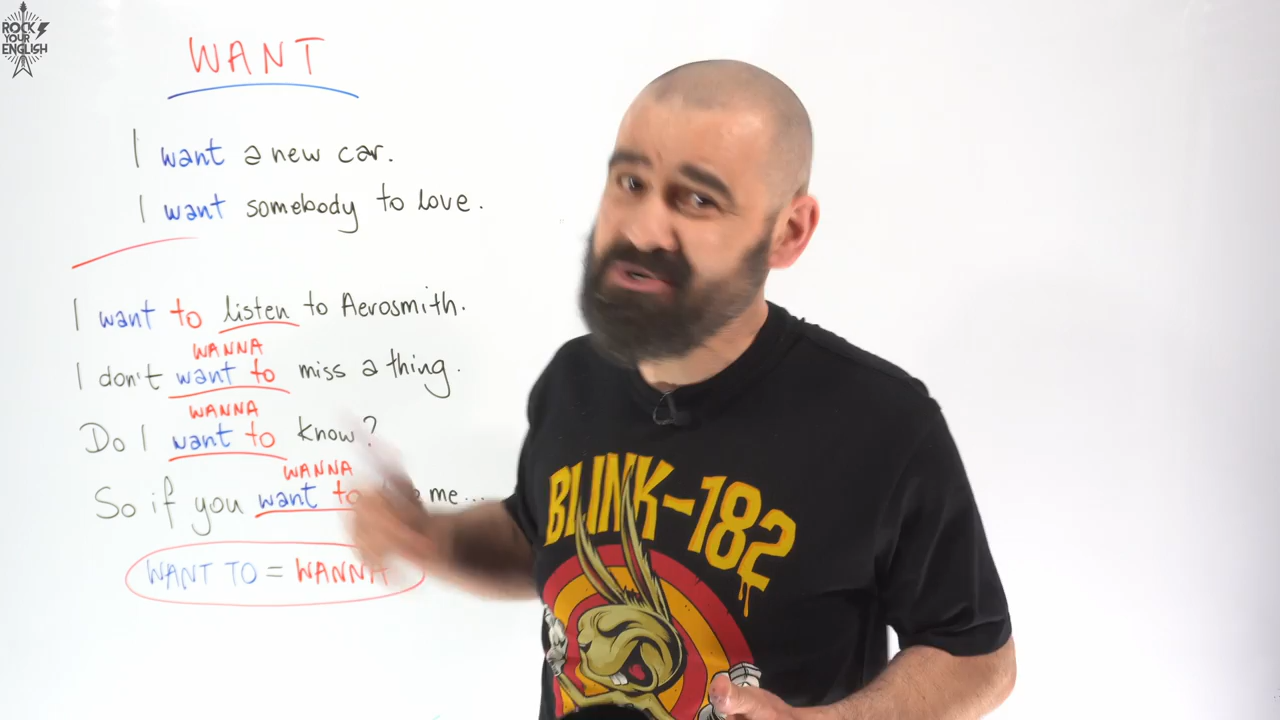 ROCK
YOUR
ENGLISH
WANT
I want a new car.
I want somebody to love.
I want to listen to Aerosmith.
WANNA
I don't want to miss a thing.
WANNA
Do I want to know?
WANNA
So if you want to me...
WANT TO = WANNA
BLINK-182